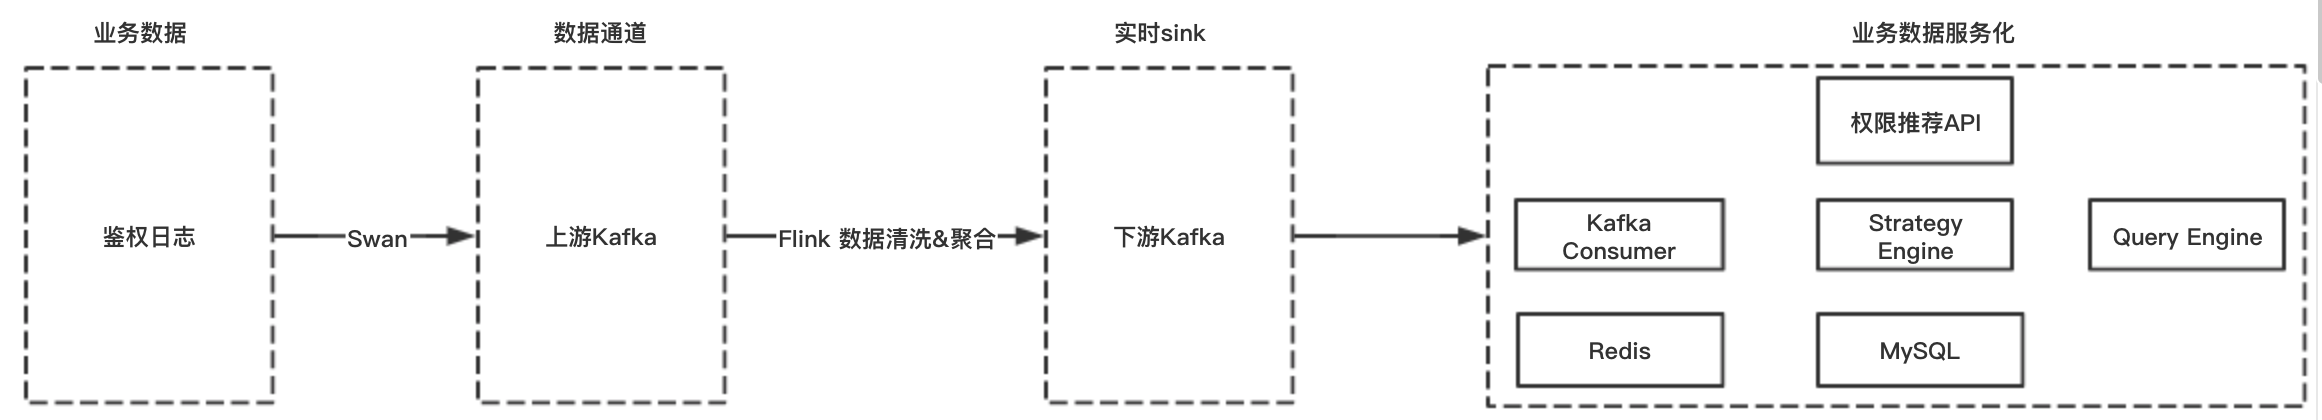 业务数据
数据通道
实时sink
业务数据服务化
鉴权日志
Swan
上游Kafka
Flink 数据清洗&聚合
下游Kafka
权限推荐API
Kafka
Consumer
Strategy
Engine
Query Engine
Redis
MySQL